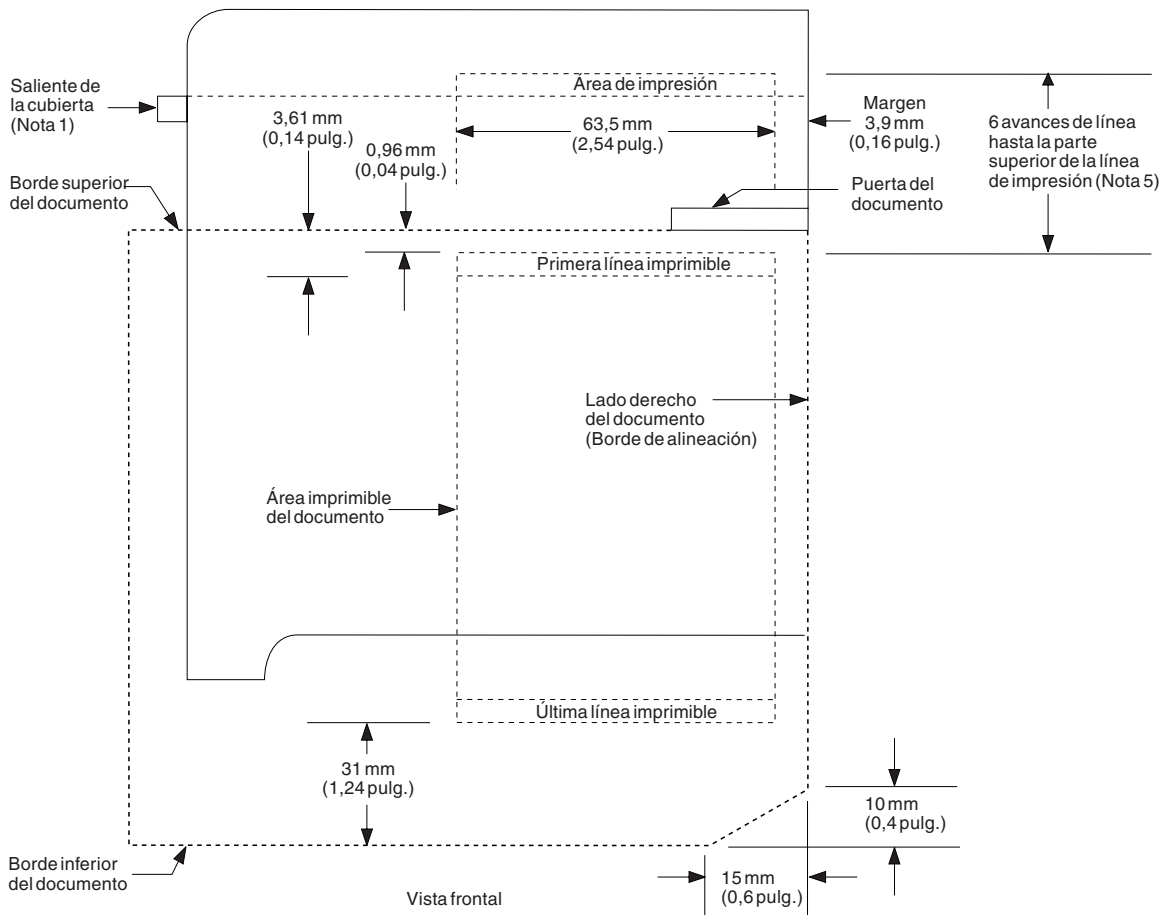 Área de impresión
Saliente de
la cubierta
(Nota 1)
3,61 mm
(0,14 pulg.)
63,5 mm
(2,54 pulg.)
Margen
3,9 mm
(0,16 pulg.)
6 avances de línea
hasta la parte
superior de la línea
de impresión (Nota 5)
0,96 mm
(0,04 pulg.)
Borde superior
del documento
Puerta del
documento
Primera línea imprimible
Lado derecho
del documento
(Borde de alineación)
Área imprimible
del documento
Última línea imprimible
31 mm
(1,24 pulg.)
10 mm
(0,4 pulg.)
Borde inferior
del documento
15 mm
(0,6 pulg.)
Vista frontal